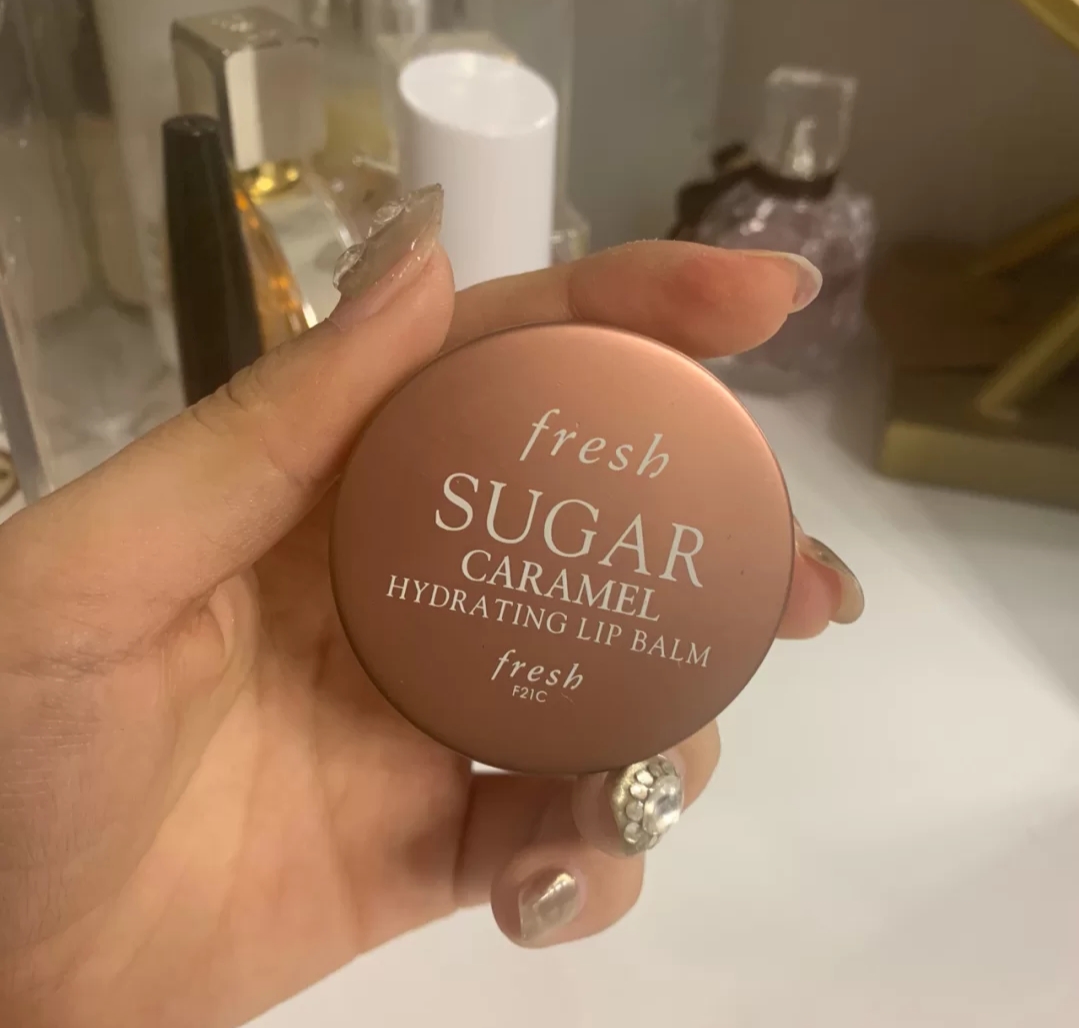 fresh
SUGAR
CARAMEL
HYDRATING LIP BALM
fresh
F21C